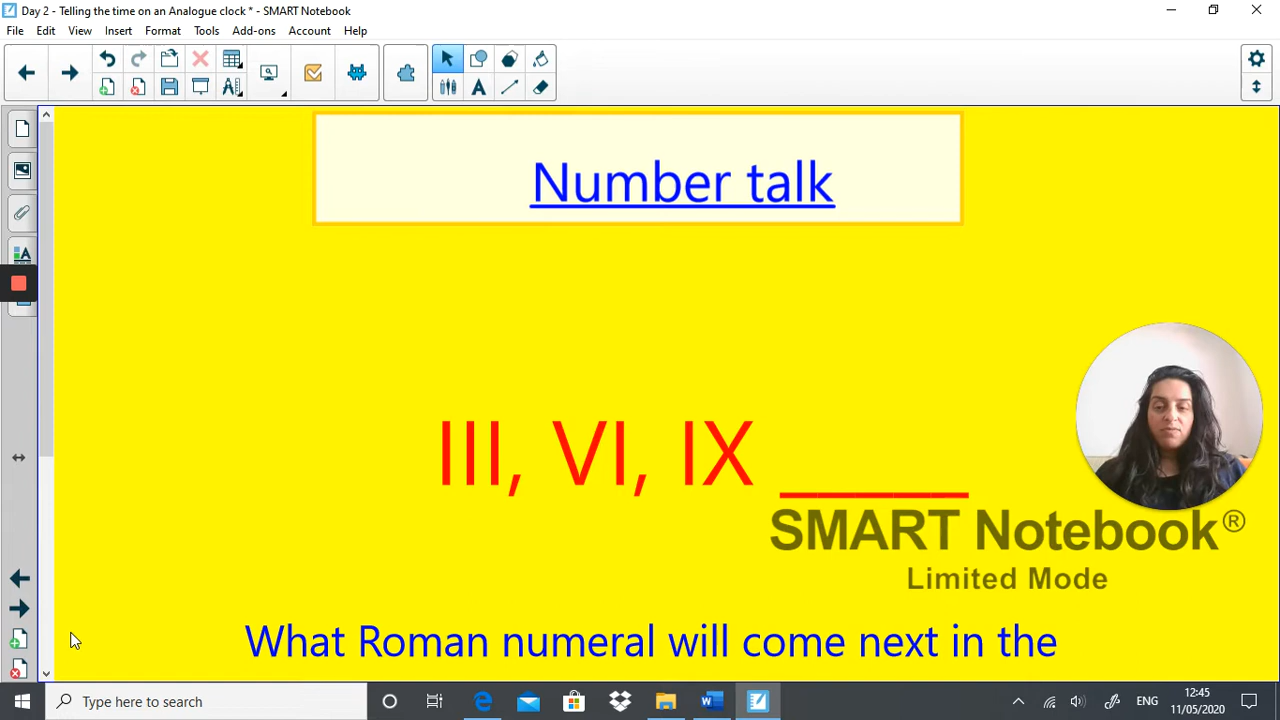 Day 2 - Telling the time on an Analogue clock * - SMART Notebook
File Edit View Insert Format Tools Add-ons Account Help
Number talk
III, VI, IX _____
SMART Notebook®
Limited Mode
What Roman numeral will come next in the
Type here to search
ENG
12:45
11/05/2020